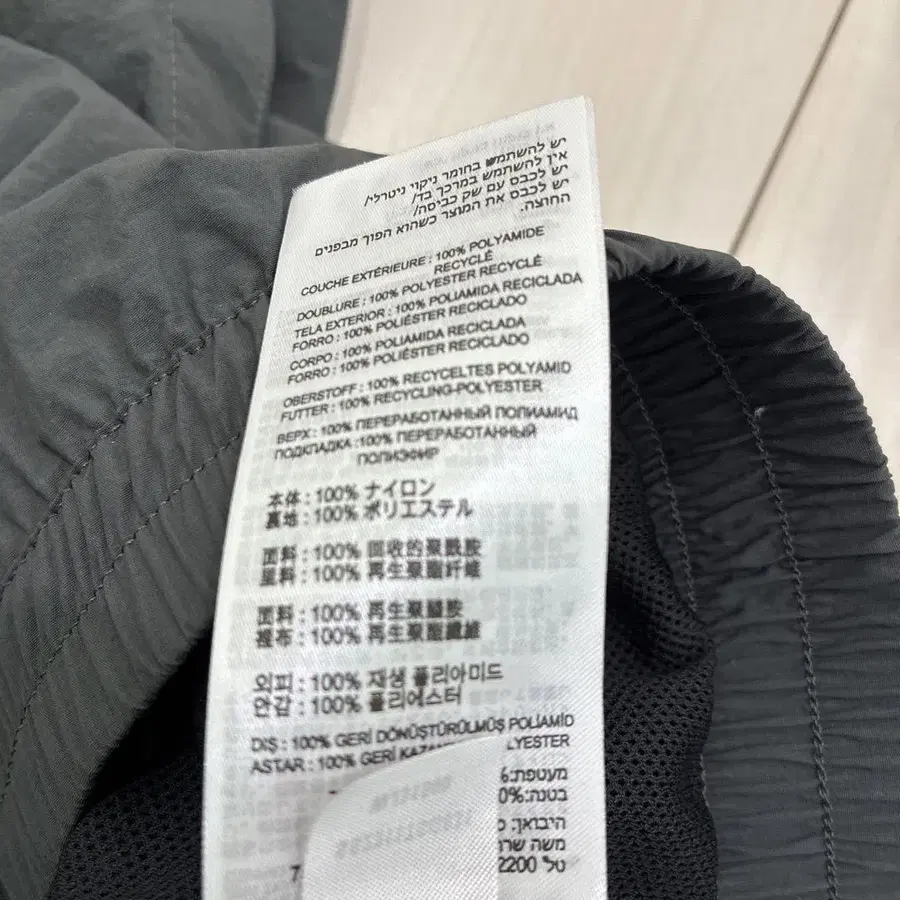 יש להשתמש בחומר ניקוי ניטרלי/
אין להשתמש במרכך בד/
יש לכבס עם שק כביסה/
יש לכבס את המוצר כשהוא הפוך מבפנים
החוצה.
COUCHE EXTÉRIEURE : 100% POLYAMIDE
RECYCLÉ
DOUBLURE : 100% POLYESTER RECYCLÉ
TELA EXTERIOR : 100% POLIAMIDA RECICLADA
FORRO : 100% POLIÉSTER RECICLADO
CORPO : 100% POLIAMIDA RECICLADA
FORRO : 100% POLIÉSTER RECICLADO
OBERSTOFF : 100% RECYCELTES POLYAMID
FUTTER : 100% RECYCLING-POLYESTER
ВЕРХ : 100% ПЕРЕРАБОТАННЫЙ ПОЛИАМИД
ПОДКЛАДКА :100% ПЕРЕРАБОТАННЫЙ
ПОЛИЭФИР
本体 : 100% ナイロン
裏地 : 100% ポリエステル
面料 : 100% 回收的聚酰胺
里料 : 100% 再生聚酯纤维
面料 : 100% 再生聚醯胺
裡布 : 100% 再生聚酯纖維
외피 : 100% 재생 폴리아미드
안감 : 100% 폴리에스터
DIŞ : 100% GERİ DÖNÜŞTÜRÜLMÜŞ POLİAMİD
ASTAR : 100% GERİ LYESTER
מעטפת:
בטנה:
היבואן:
משה
טל' 2200